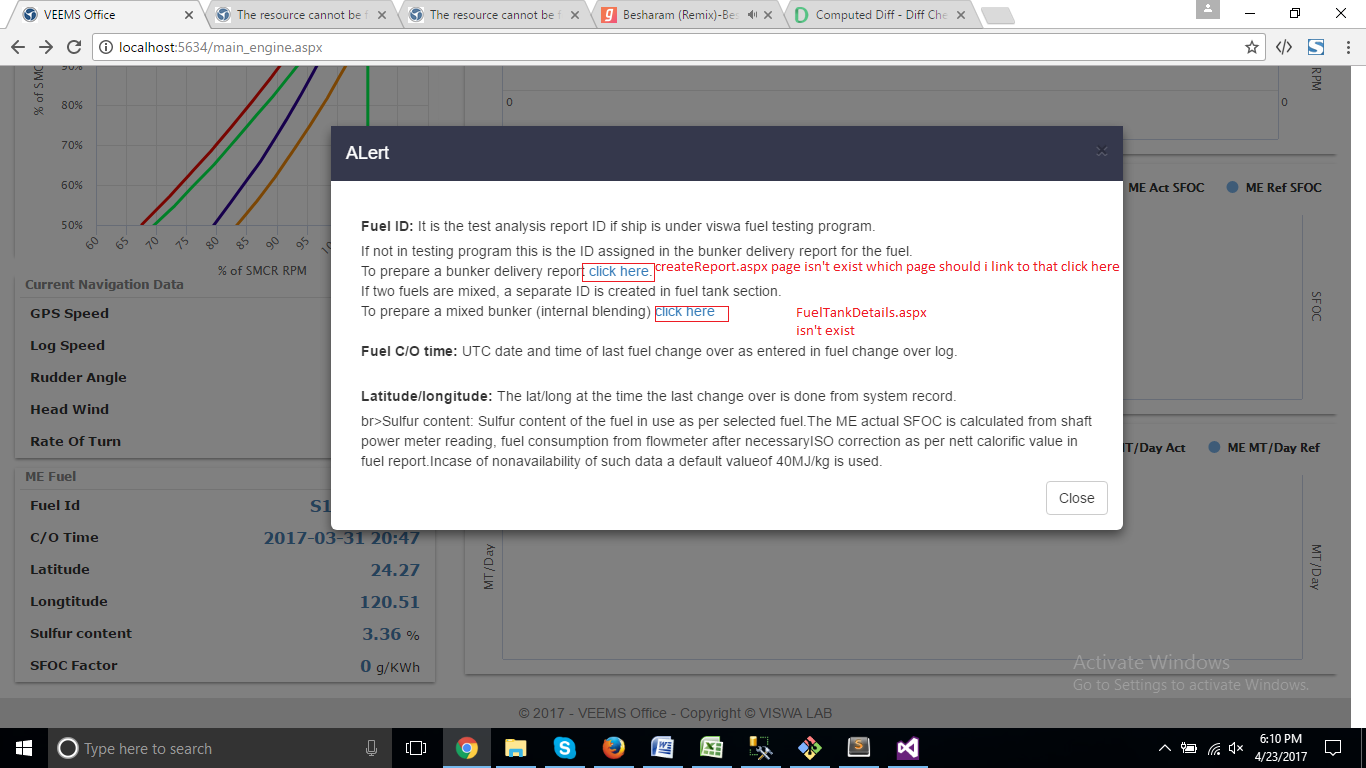 VEEMS Office
The resource cannot be f
The resource cannot be f
Besharam (Remix)-Bes
Computed Diff - Diff Che
localhost:5634/main_engine.aspx
% of SMC
90%
80%
70%
60%
50%
60
65
70
75
80
85
90
95
% of SMCR RPM
0
0
RPM
ALert
×
Fuel ID: It is the test analysis report ID if ship is under viswa fuel testing program.
If not in testing program this is the ID assigned in the bunker delivery report for the fuel.
To prepare a bunker delivery report click here. createReport.aspx page isn't exist which page should i link to that click here
If two fuels are mixed, a separate ID is created in fuel tank section.
To prepare a mixed bunker (internal blending) click here
FuelTankDetails.aspx
isn't exist
Fuel C/O time: UTC date and time of last fuel change over as entered in fuel change over log.
Latitude/longitude: The lat/long at the time the last change over is done from system record.
br>Sulfur content: Sulfur content of the fuel in use as per selected fuel.The ME actual SFOC is calculated from shaft
power meter reading, fuel consumption from flowmeter after necessaryISO correction as per nett calorific value in
fuel report.Incase of nonavailability of such data a default valueof 40MJ/kg is used.
Close
ME Act SFOC
ME Ref SFOC
SFOC
T/Day Act
ME MT/Day Ref
MT/Day
MT/Day
Current Navigation Data
GPS Speed
Log Speed
Rudder Angle
Head Wind
Rate Of Turn
ME Fuel
Fuel Id S1
C/O Time 2017-03-31 20:47
Latitude 24.27
Longtitude 120.51
Sulfur content 3.36 %
SFOC Factor 0 g/KWh
Activate Windows
Go to Settings to activate Windows.
© 2017 - VEEMS Office - Copyright © VISWA LAB
Type here to search
6:10 PM
4/23/2017